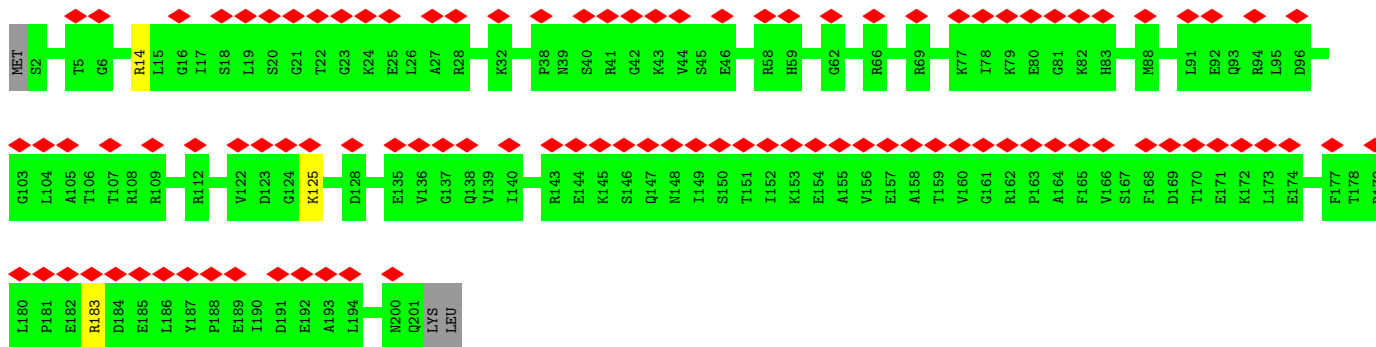 MET S2 T5 G6 R14 L15 G16 I17 S18 L19 S20 G21 T22 G23 K24 E25 L26 A27 R28 K32 P38 N39 S40 R41 G42 K43 V44 S45 E46 R58 H59 G62 R66 R69 K77 I78 K79 E80 G81 K82 H83 M88 L91 E92 Q93 R94 L95 D96
G103 L104 A105 T106 T107 R108 R109 R112 V122 D123 G124 K125 D128 E135 V136 G137 Q138 V139 I140 R143 E144 K145 S146 Q147 N148 I149 S150 T151 I152 K153 E154 A155 V156 E157 A158 T159 V160 G161 R162 P163 A164 F165 V166 S167 F168 D169 T170 E171 K172 L173 E174 F177 T178
L180 P181 E182 R183 D184 E185 L186 Y187 P188 E189 I190 D191 E192 A193 L194 N200 Q201 LYS LEU